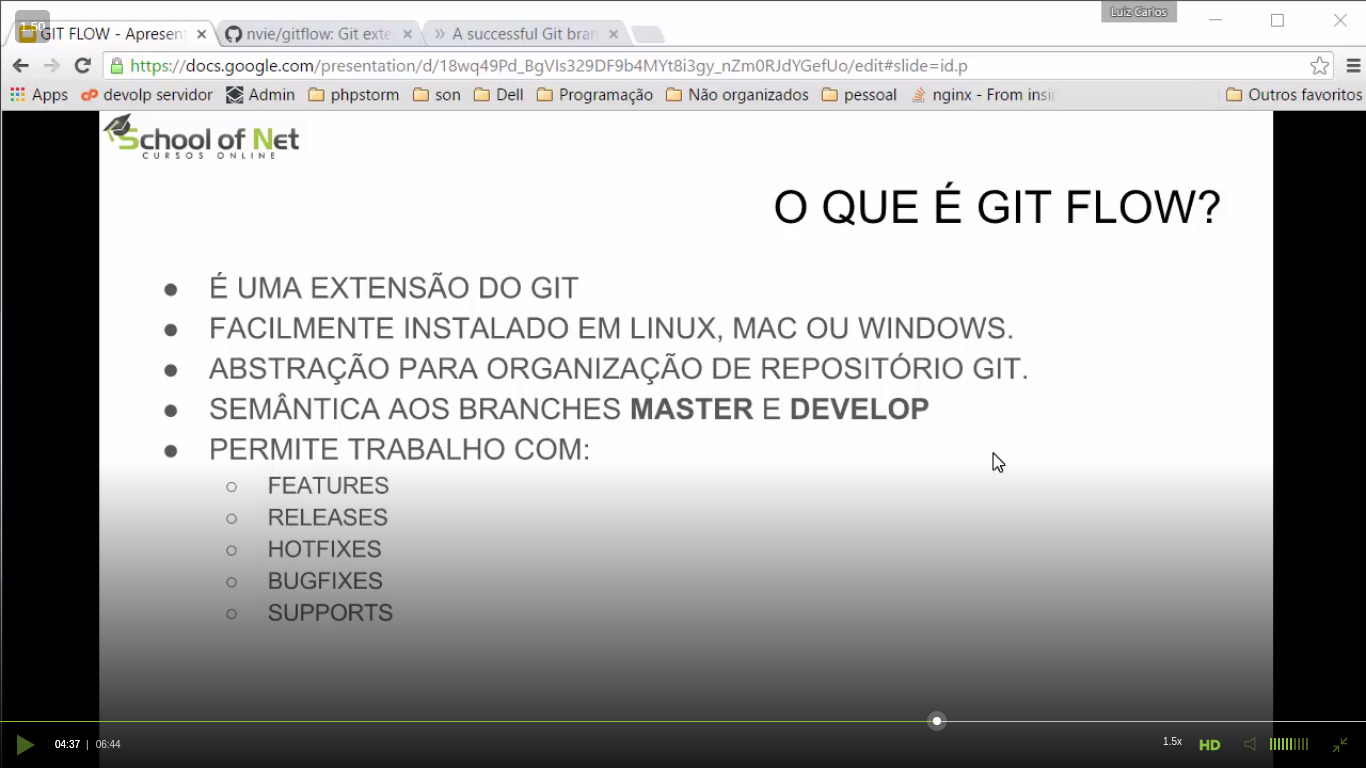 1.50
Luiz Carlos
GIT FLOW - Apresent
nvie/gitflow: Git exte
A successful Git bran
https://docs.google.com/presentation/d/18wq49Pd_BgVIs329DF9b4MYt8i3gy_nZm0RJdYGefUo/edit#slide=id.p
Apps devolp servidor Admin phpstorm son Dell Programação Não organizados pessoal nginx - From insi Outros favoritos
School of Net
CURSOS ONLINE
O QUE É GIT FLOW?
● É UMA EXTENSÃO DO GIT
● FACILMENTE INSTALADO EM LINUX, MAC OU WINDOWS.
● ABSTRAÇÃO PARA ORGANIZAÇÃO DE REPOSITÓRIO GIT.
● SEMÂNTICA AOS BRANCHES MASTER E DEVELOP
● PERMITE TRABALHO COM:
○ FEATURES
○ RELEASES
○ HOTFIXES
○ BUGFIXES
○ SUPPORTS
04:37 | 06:44
1.5x HD